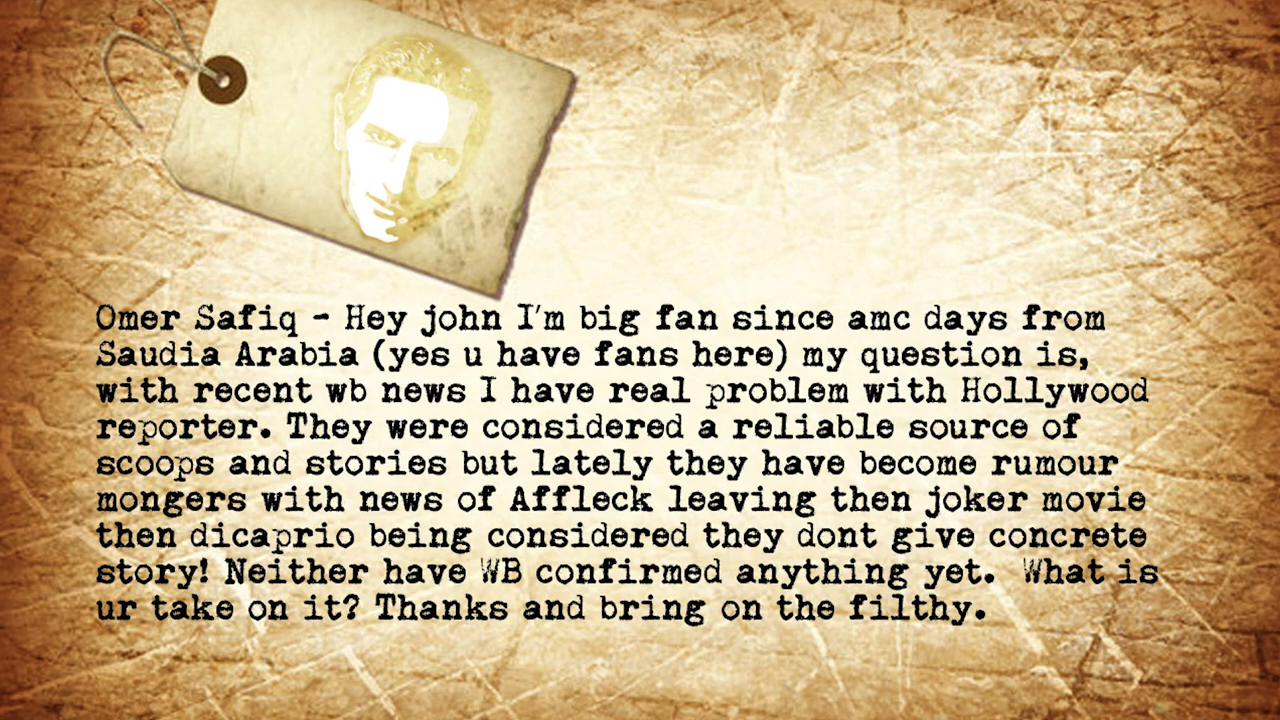 Omer Safiq - Hey john I'm big fan since amc days from
Saudia Arabia (yes u have fans here) my question is,
with recent wb news I have real problem with Hollywood
reporter. They were considered a reliable source of
scoops and stories but lately they have become rumour
mongers with news of Affleck leaving then joker movie
then dicaprio being considered they dont give concrete
story! Neither have WB confirmed anything yet.  What is
ur take on it? Thanks and bring on the filthy.